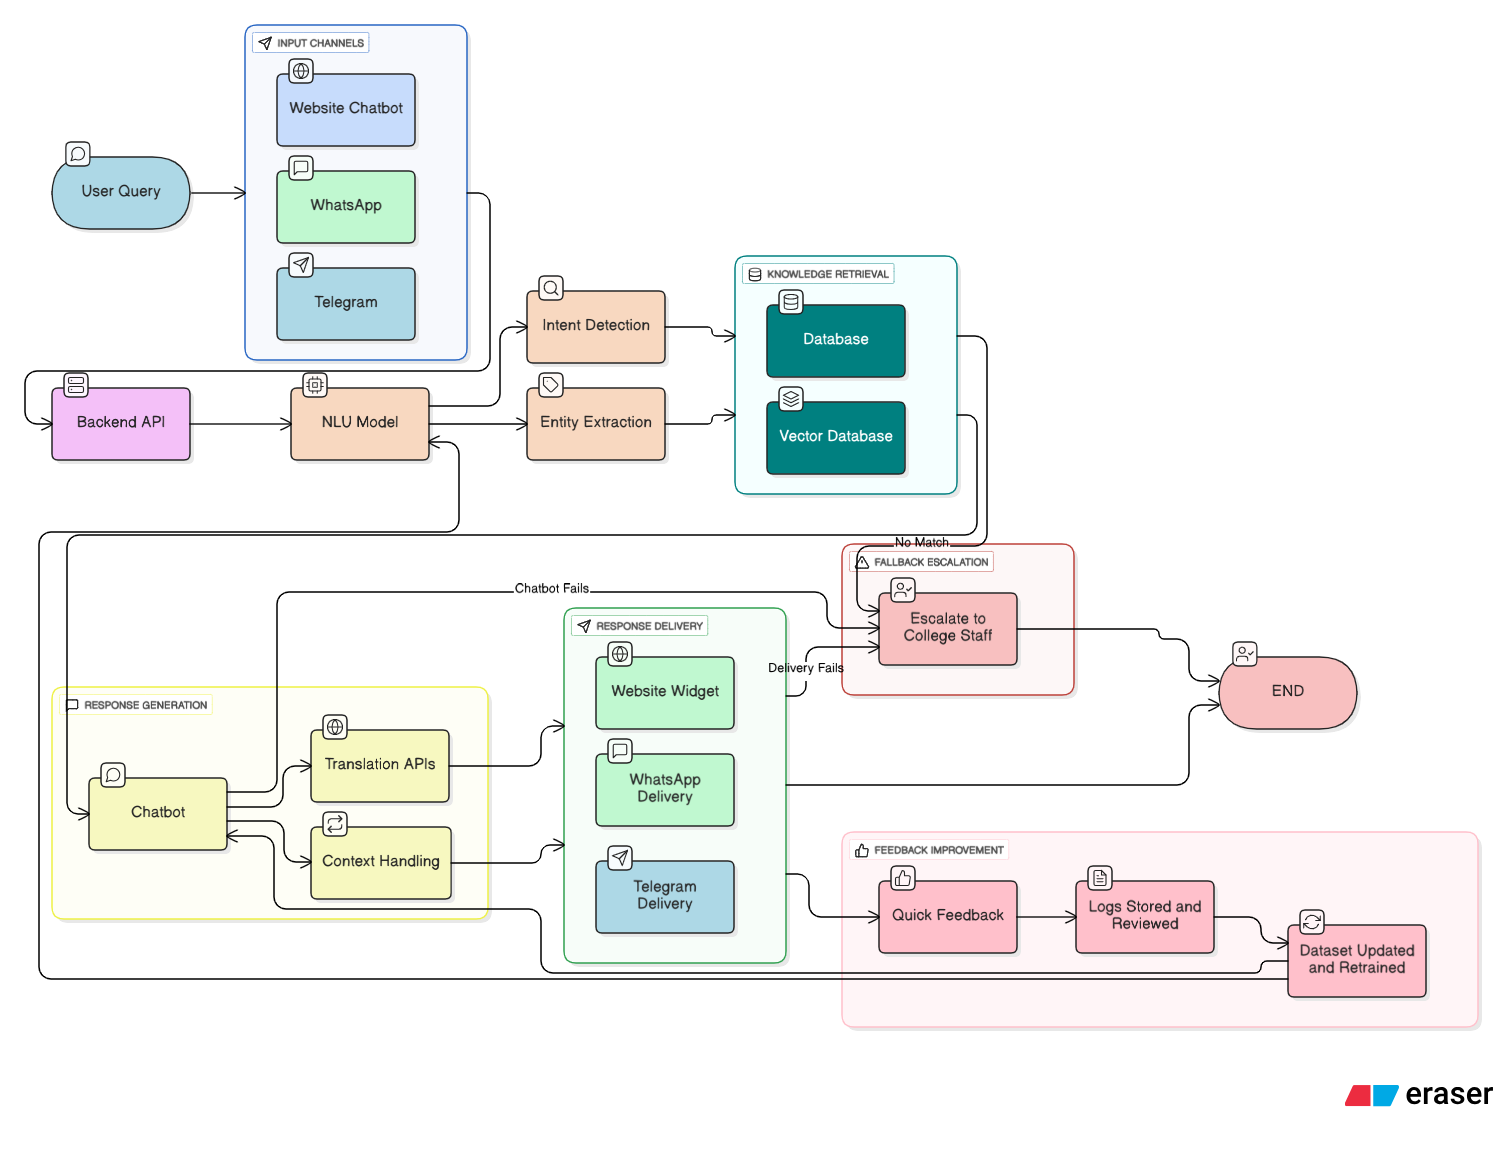 INPUT CHANNELS
Website Chatbot
User Query
WhatsApp
Telegram
KNOWLEDGE RETRIEVAL
Intent Detection
Database
Backend API
NLU Model
Entity Extraction
Vector Database
No Match
FALLBACK ESCALATION
Chatbot Fails
Escalate to
College Staff
RESPONSE DELIVERY
Delivery Fails
Website Widget
END
RESPONSE GENERATION
Translation APIs
WhatsApp
Delivery
Chatbot
Context Handling
FEEDBACK IMPROVEMENT
Telegram
Delivery
Quick Feedback
Logs Stored and
Reviewed
Dataset Updated
and Retrained
eraser